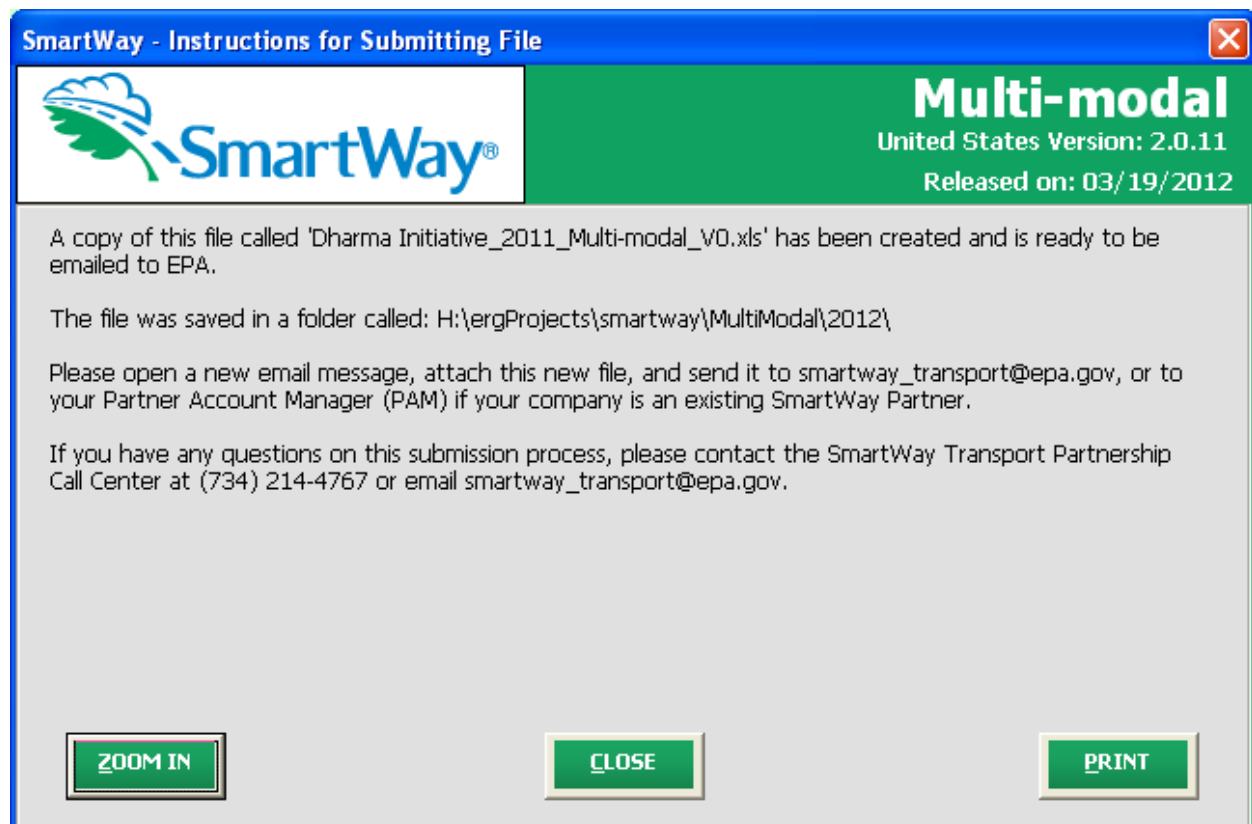 SmartWay - Instructions for Submitting File
SmartWay®
Multi-modal
United States Version: 2.0.11
Released on: 03/19/2012
A copy of this file called 'Dharma Initiative_2011_Multi-modal_V0.xls' has been created and is ready to be
emailed to EPA.
The file was saved in a folder called: H:\ergProjects\smartway\MultiModal\2012\
Please open a new email message, attach this new file, and send it to smartway_transport@epa.gov, or to
your Partner Account Manager (PAM) if your company is an existing SmartWay Partner.
If you have any questions on this submission process, please contact the SmartWay Transport Partnership
Call Center at (734) 214-4767 or email smartway_transport@epa.gov.
ZOOM IN
CLOSE
PRINT